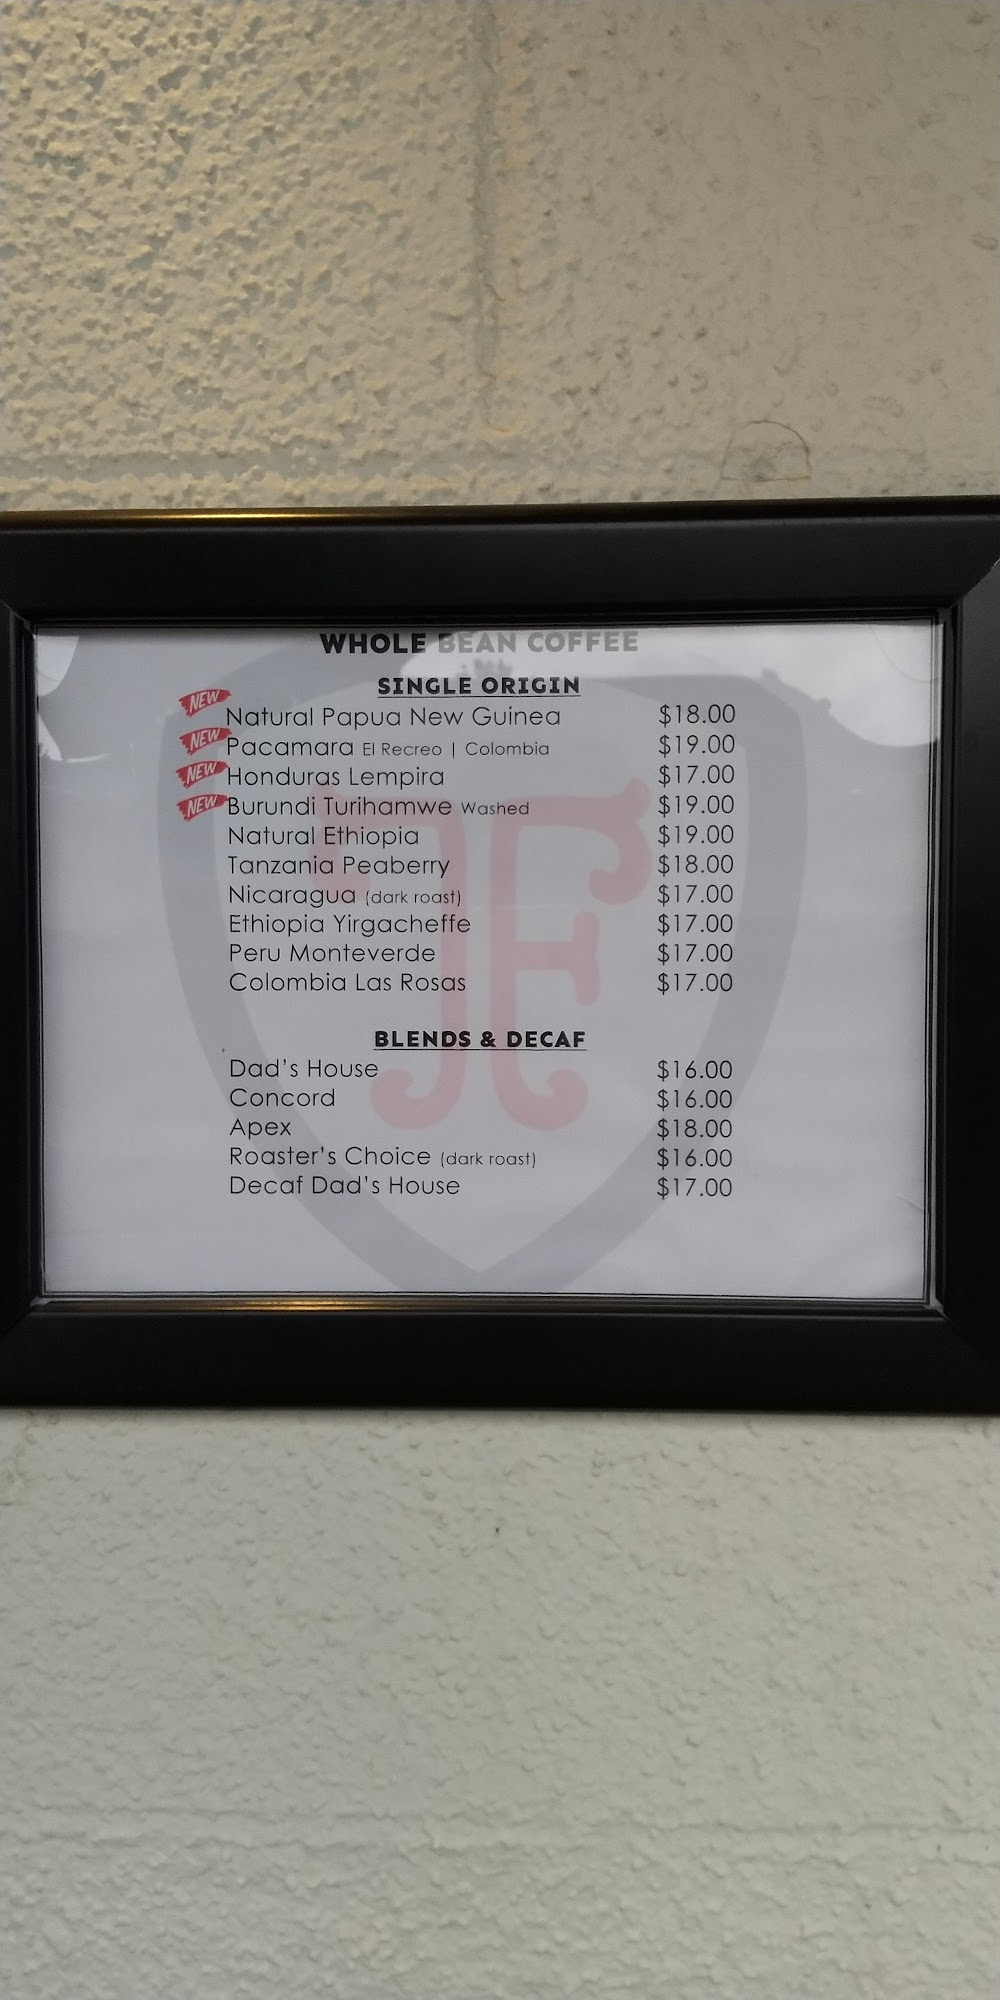 WHOLE BEAN COFFEE
SINGLE ORIGIN
NEW Natural Papua New Guinea $18.00
NEW Pacamara El Recreo | Colombia $19.00
NEW Honduras Lempira $17.00
NEW Burundi Turihamwe Washed $19.00
Natural Ethiopia $19.00
Tanzania Peaberry $18.00
Nicaragua (dark roast) $17.00
Ethiopia Yirgacheffe $17.00
Peru Monteverde $17.00
Colombia Las Rosas $17.00
BLENDS & DECAF
Dad's House $16.00
Concord $16.00
Apex $18.00
Roaster's Choice (dark roast) $16.00
Decaf Dad's House $17.00